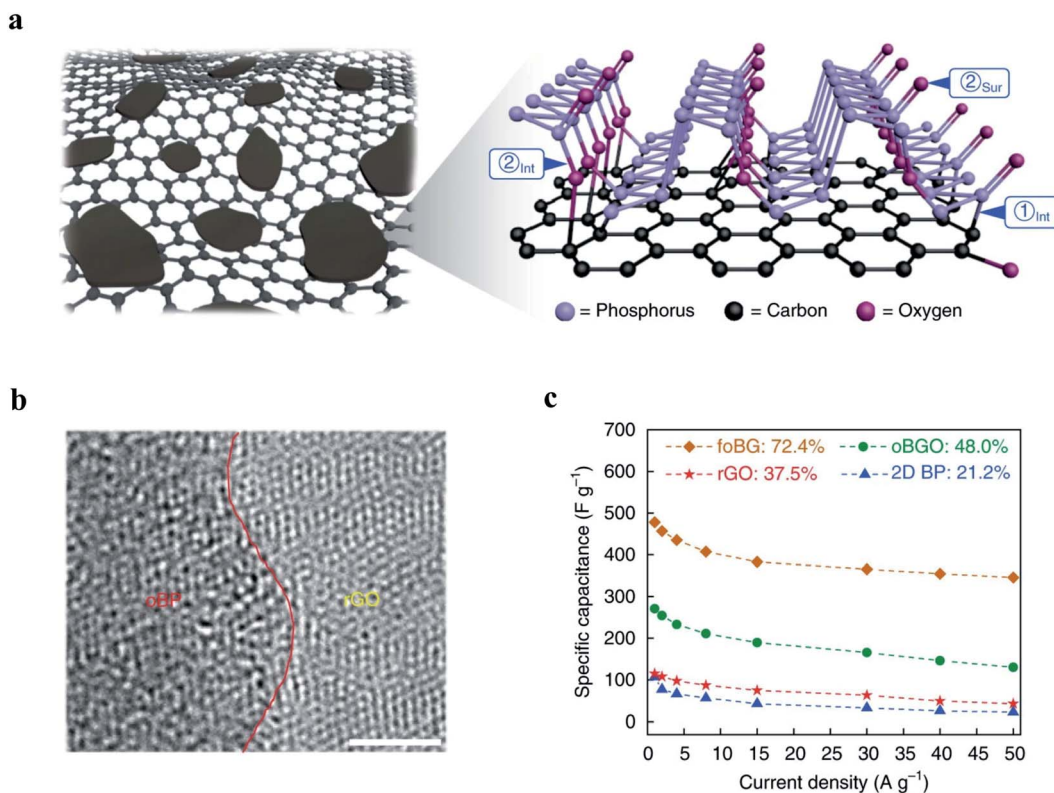 a
②Sur
②Int
①Int
= Phosphorus
= Carbon
= Oxygen
b
oBP
rGO
c
700
600
500
400
300
200
100
0
Specific capacitance (F g⁻¹)
foBG: 72.4%
oBGO: 48.0%
rGO: 37.5%
2D BP: 21.2%
0 5 10 15 20 25 30 35 40 45 50
Current density (A g⁻¹)